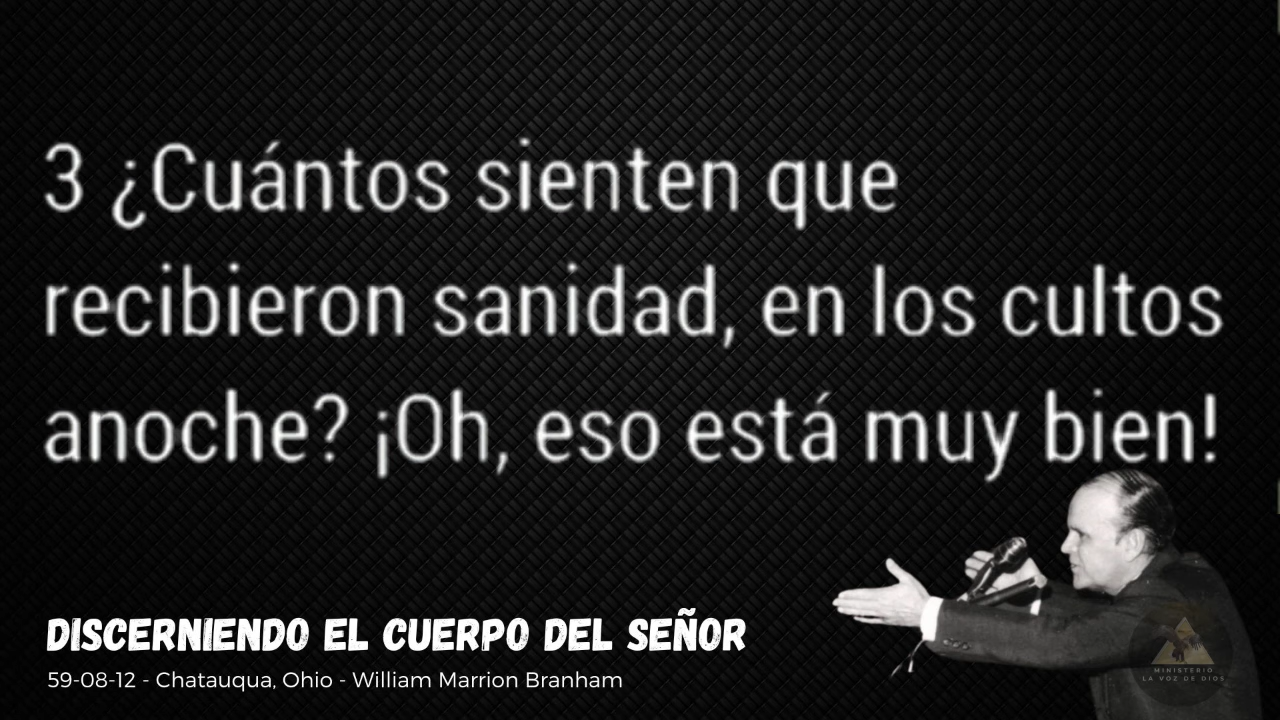 3 ¿Cuántos sienten que
recibieron sanidad, en los cultos
anoche? ¡Oh, eso está muy bien!
DISCERNIENDO EL CUERPO DEL SEÑOR
59-08-12 - Chatauqua, Ohio - William Marrion Branham
MINISTERIO
LA VOZ DE DIOS